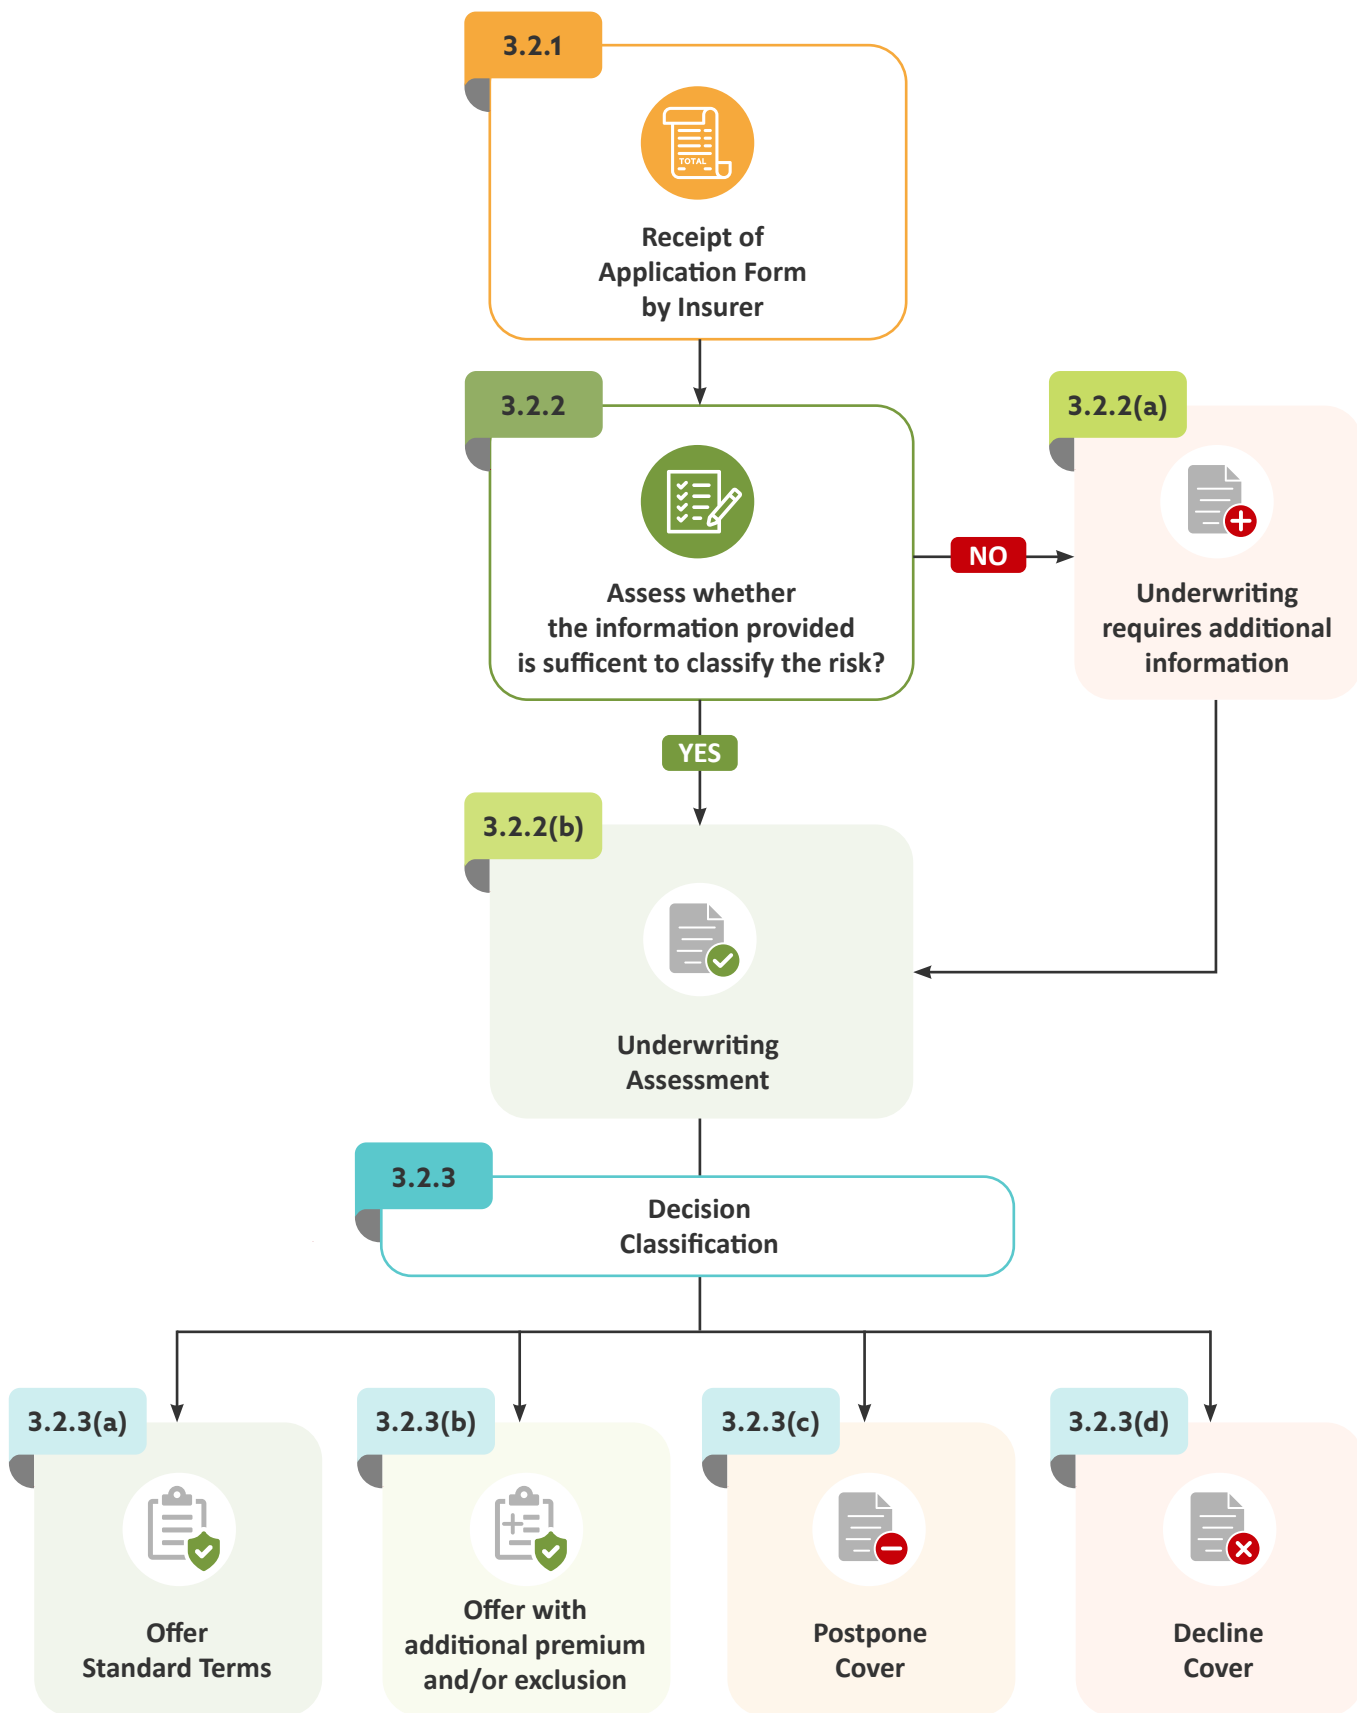 3.2.1
TOTAL
Receipt of
Application Form
by Insurer
3.2.2
Assess whether
the information provided
is sufficent to classify the risk?
NO
3.2.2(a)
Underwriting
requires additional
information
YES
3.2.2(b)
Underwriting
Assessment
3.2.3
Decision
Classification
3.2.3(a)
Offer
Standard Terms
3.2.3(b)
Offer with
additional premium
and/or exclusion
3.2.3(c)
Postpone
Cover
3.2.3(d)
Decline
Cover